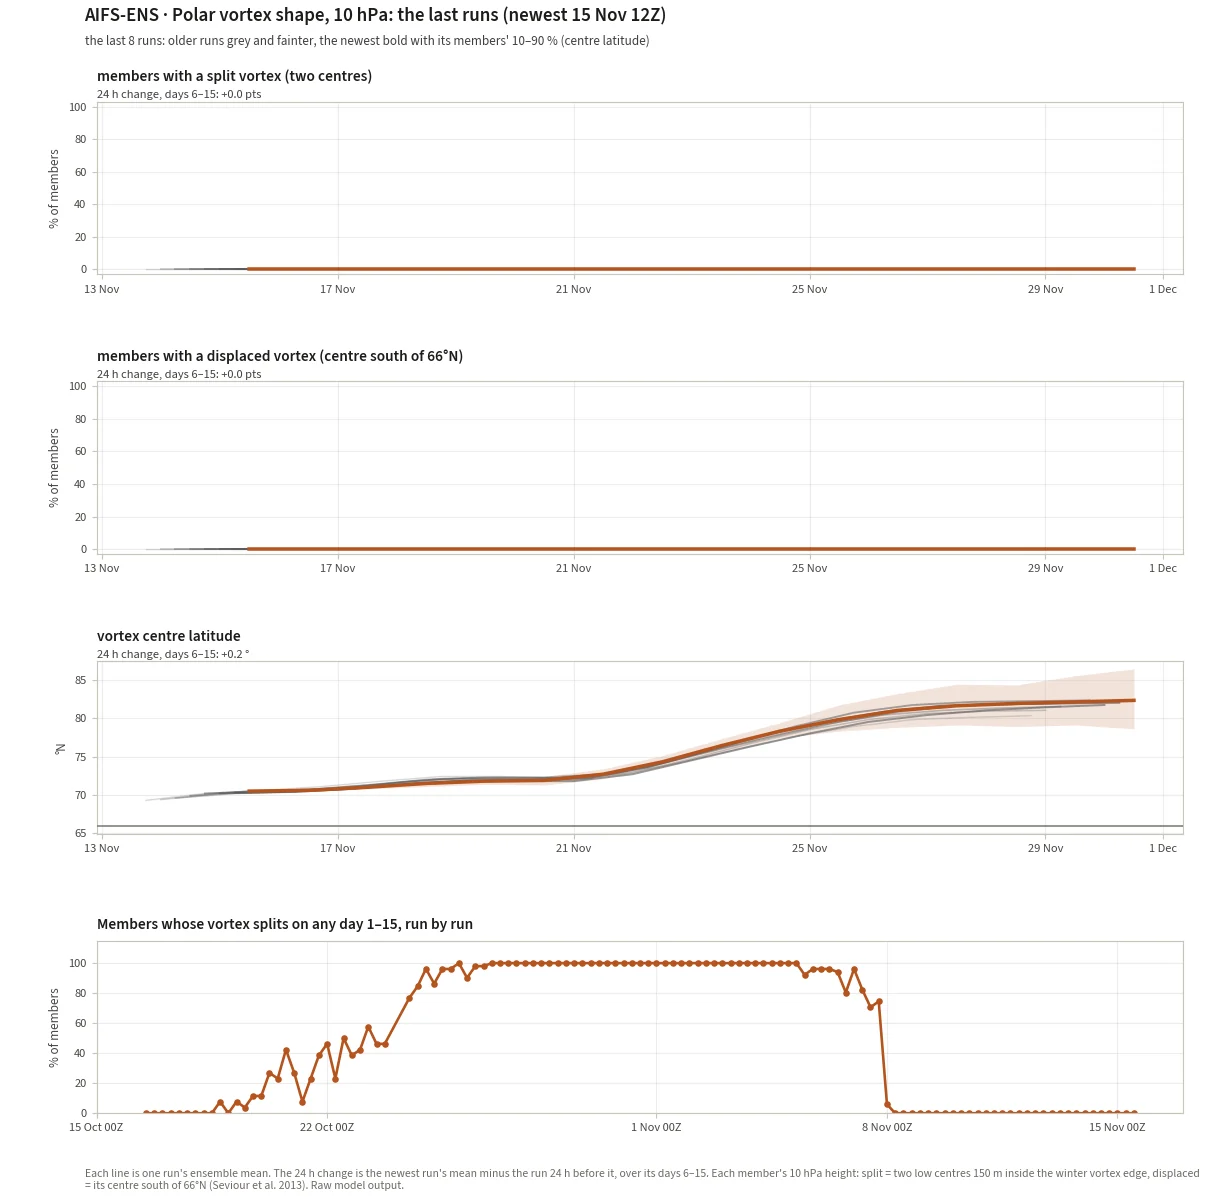 AIFS-ENS · Polar vortex shape, 10 hPa: the last runs (newest 15 Nov 12Z)
the last 8 runs: older runs grey and fainter, the newest bold with its members' 10–90 % (centre latitude)
members with a split vortex (two centres)
24 h change, days 6–15: +0.0 pts
100
80
60
40
20
0
% of members
13 Nov 17 Nov 21 Nov 25 Nov 29 Nov 1 Dec
members with a displaced vortex (centre south of 66°N)
24 h change, days 6–15: +0.0 pts
100
80
60
40
20
0
% of members
13 Nov 17 Nov 21 Nov 25 Nov 29 Nov 1 Dec
vortex centre latitude
24 h change, days 6–15: +0.2 °
85
80
75
70
65
°N
13 Nov 17 Nov 21 Nov 25 Nov 29 Nov 1 Dec
Members whose vortex splits on any day 1–15, run by run
100
80
60
40
20
0
% of members
15 Oct 00Z 22 Oct 00Z 1 Nov 00Z 8 Nov 00Z 15 Nov 00Z
Each line is one run's ensemble mean. The 24 h change is the newest run's mean minus the run 24 h before it, over its days 6–15. Each member's 10 hPa height: split = two low centres 150 m inside the winter vortex edge, displaced
= its centre south of 66°N (Seviour et al. 2013). Raw model output.